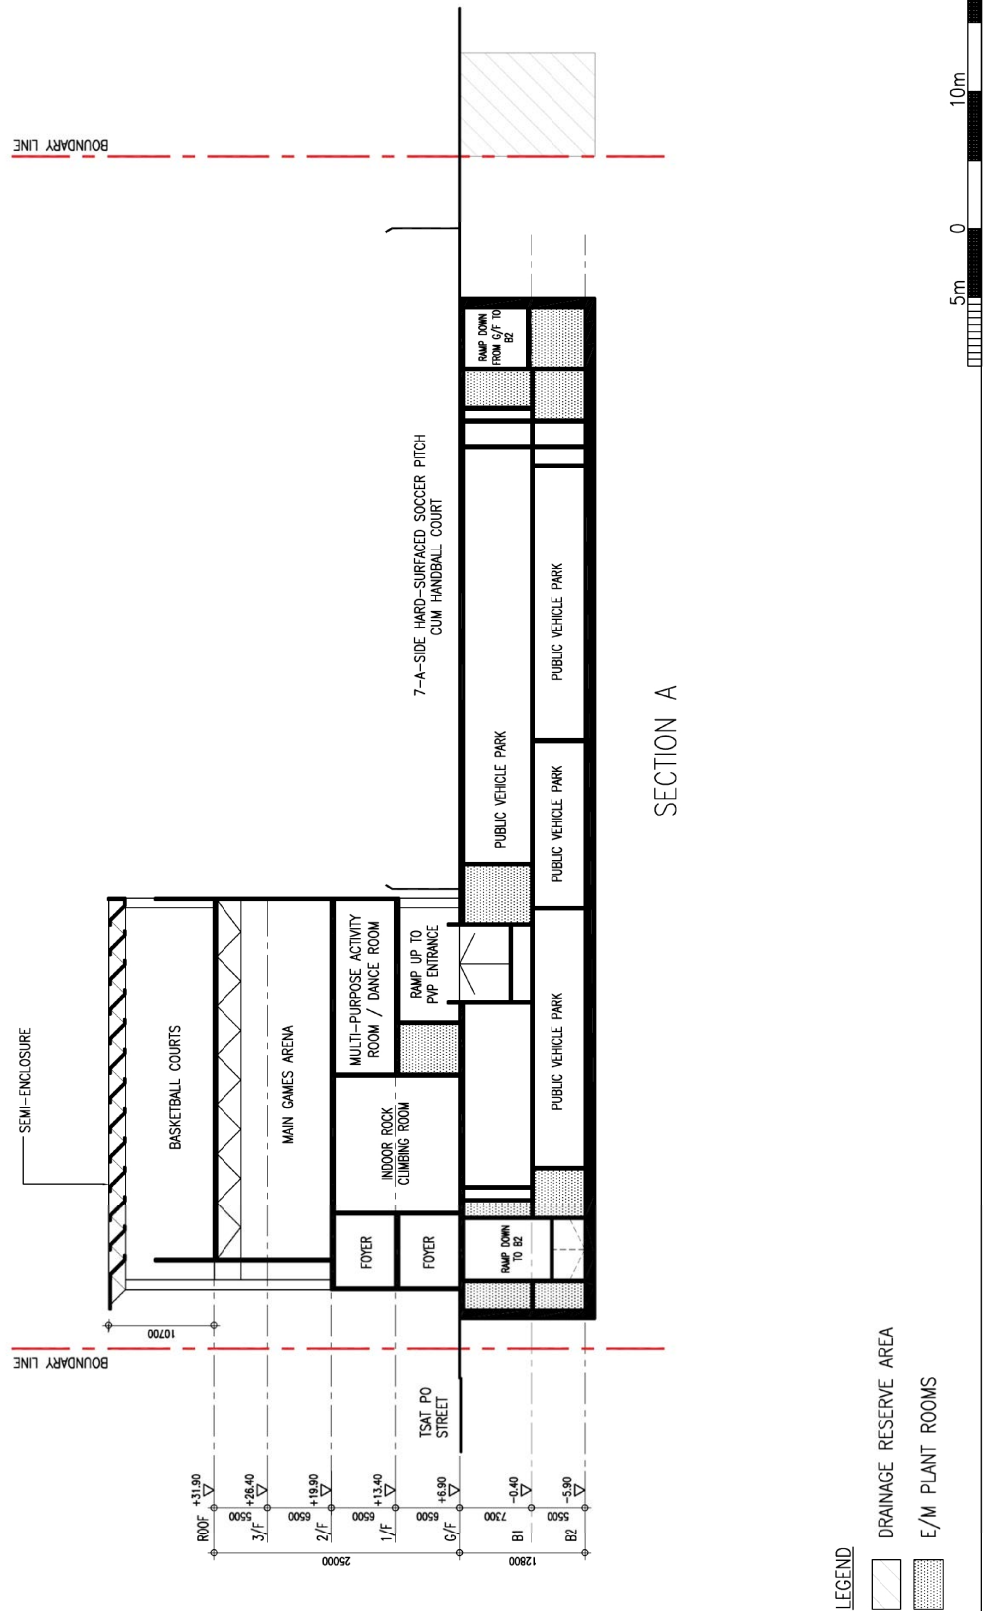 SEMI-ENCLOSURE
BOUNDARY LINE
BOUNDARY LINE
10700
BASKETBALL COURTS
MAIN GAMES ARENA
MULTI-PURPOSE ACTIVITY
ROOM / DANCE ROOM
INDOOR ROCK
CLIMBING ROOM
FOYER
FOYER
RAMP UP TO
PVP ENTRANCE
7-A-SIDE HARD-SURFACED SOCCER PITCH
CUM HANDBALL COURT
TSAT PO
STREET
RAMP DOWN
TO B2
PUBLIC VEHICLE PARK
RAMP DOWN
FROM G/F TO
B2
PUBLIC VEHICLE PARK
PUBLIC VEHICLE PARK
PUBLIC VEHICLE PARK
ROOF +31.90
5500
3/F +26.40
6500
2/F +19.90
6500
1/F +13.40
6500
G/F +6.90
7300
B1 -0.40
5500
B2 -5.90
25000
12800
SECTION A
LEGEND
DRAINAGE RESERVE AREA
E/M PLANT ROOMS
5m 0 10m